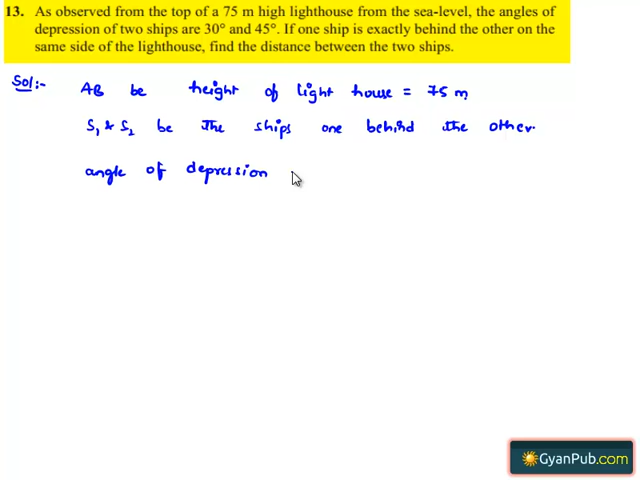 13. As observed from the top of a 75 m high lighthouse from the sea-level, the angles of
depression of two ships are 30° and 45°. If one ship is exactly behind the other on the
same side of the lighthouse, find the distance between the two ships.
Sol:- AB be height of light house = 75 m
S₁ & S₂ be the ships one behind the other.
angle of depression
GyanPub.com